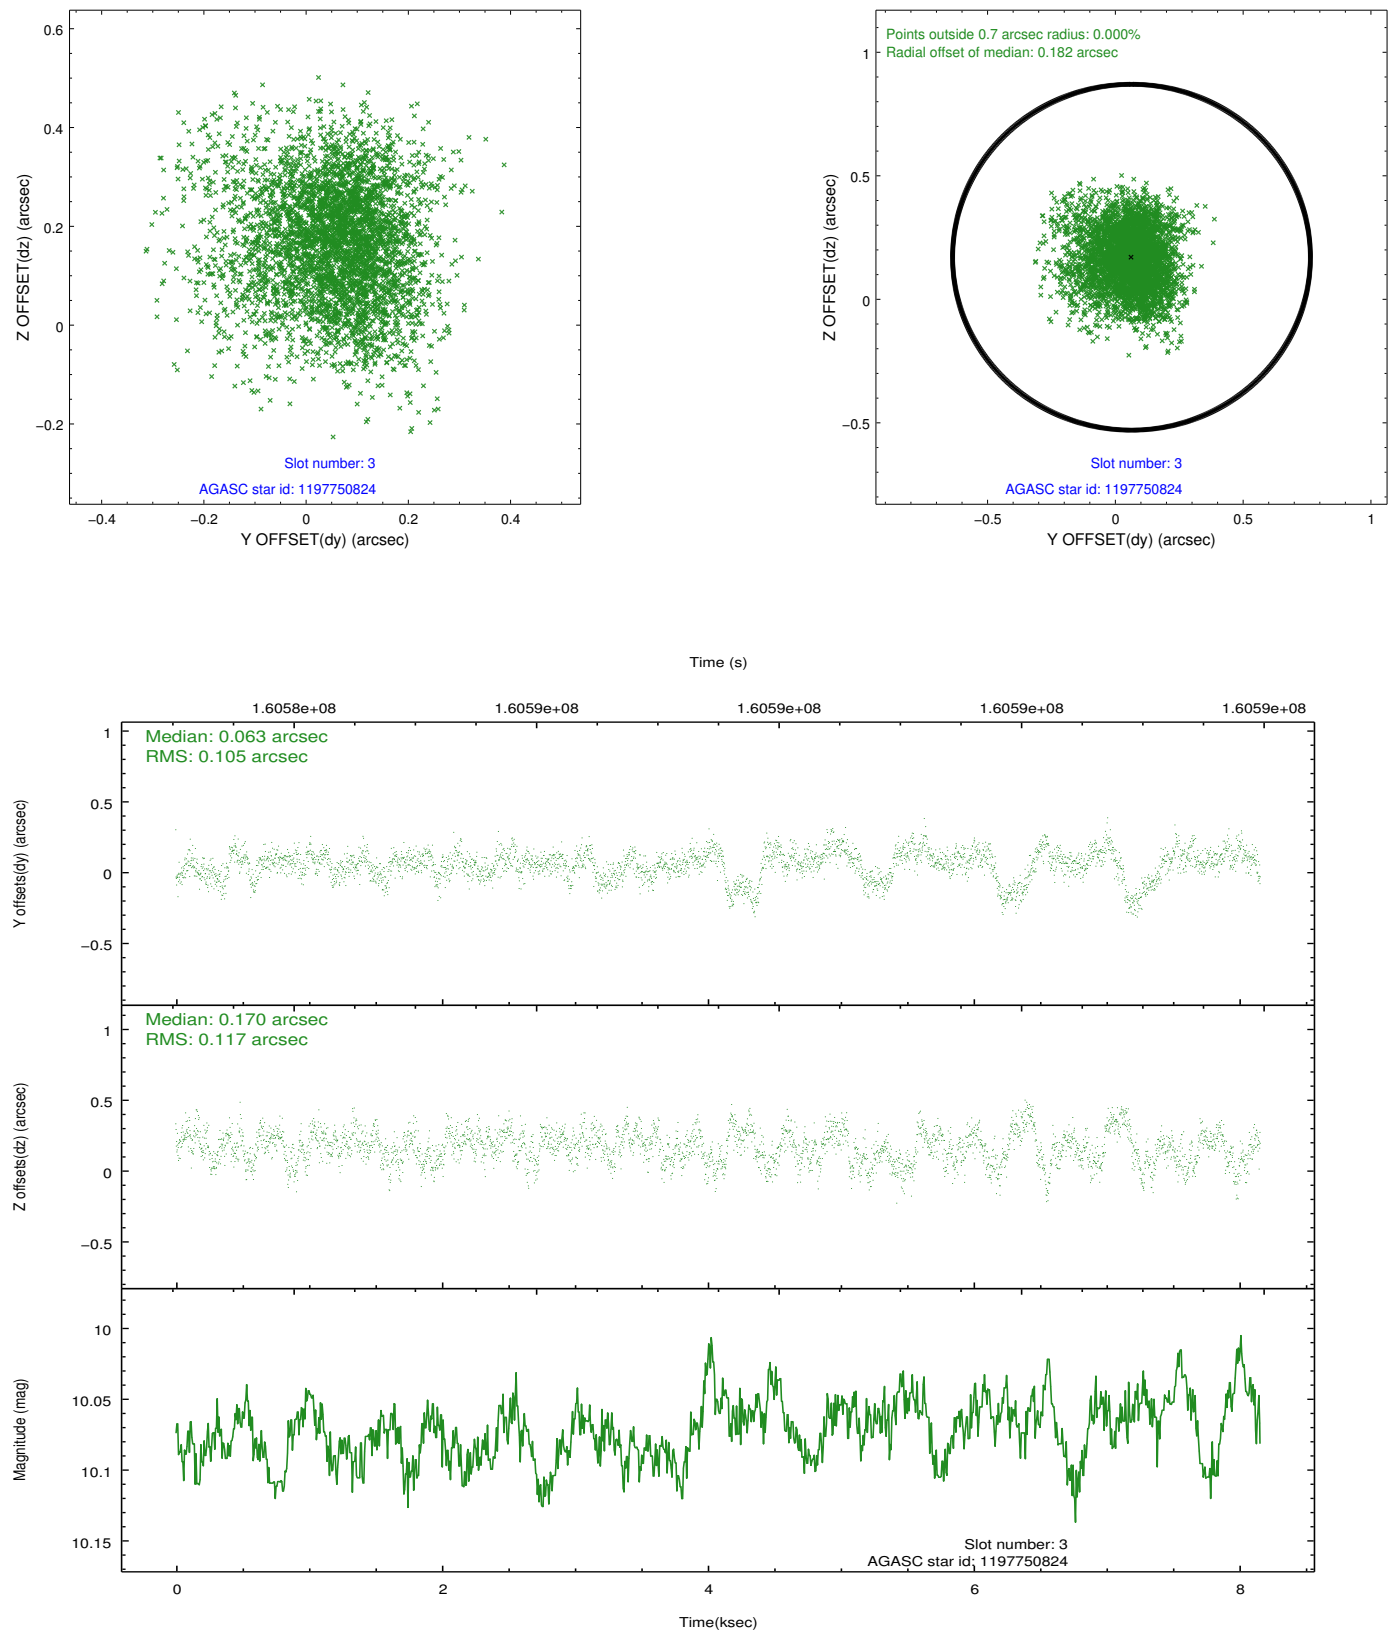 0.6
0.4
0.2
0
−0.2
Z OFFSET(dz) (arcsec)
Slot number: 3
AGASC star id: 1197750824
−0.4 −0.2 0 0.2 0.4
Y OFFSET(dy) (arcsec)
Points outside 0.7 arcsec radius: 0.000%
Radial offset of median: 0.182 arcsec
1
0.5
0
−0.5
Z OFFSET(dz) (arcsec)
Slot number: 3
AGASC star id: 1197750824
−0.5 0 0.5 1
Y OFFSET(dy) (arcsec)
Time (s)
1.6058e+08 1.6059e+08 1.6059e+08 1.6059e+08 1.6059e+08
Median: 0.063 arcsec
RMS: 0.105 arcsec
1
0.5
0
−0.5
Y offsets(dy) (arcsec)
Median: 0.170 arcsec
RMS: 0.117 arcsec
1
0.5
0
−0.5
Z offsets(dz) (arcsec)
10
10.05
10.1
10.15
Magnitude (mag)
Slot number: 3
AGASC star id: 1197750824
0 2 4 6 8
Time(ksec)